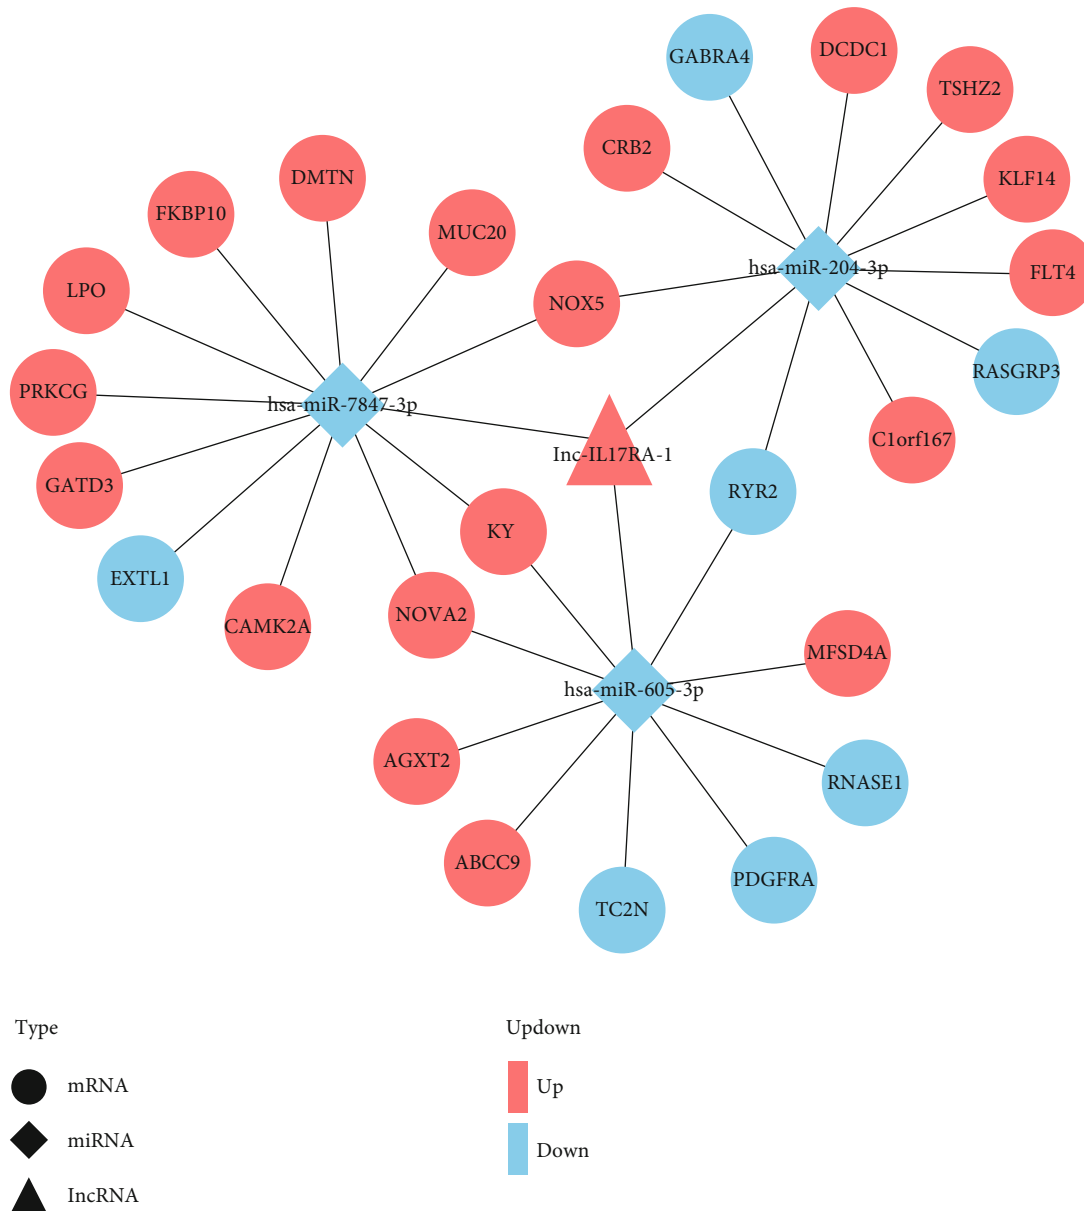 GABRA4
DCDC1
TSHZ2
CRB2
KLF14
DMTN
FKBP10
MUC20
hsa-miR-204-3p
FLT4
LPO
NOX5
RASGRP3
PRKCG
hsa-miR-7847-3p
C1orf167
Inc-IL17RA-1
GATD3
RYR2
KY
EXTL1
NOVA2
CAMK2A
MFSD4A
hsa-miR-605-3p
AGXT2
RNASE1
ABCC9
PDGFRA
TC2N
Type
mRNA
miRNA
IncRNA
Updown
Up
Down